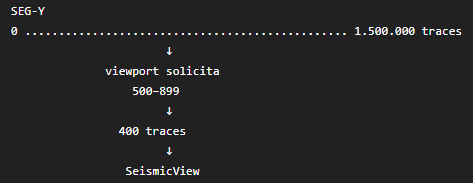 SEG-Y
0 ................................................ 1.500.000 traces
↓
viewport solicita
500–899
↓
400 traces
↓
SeismicView